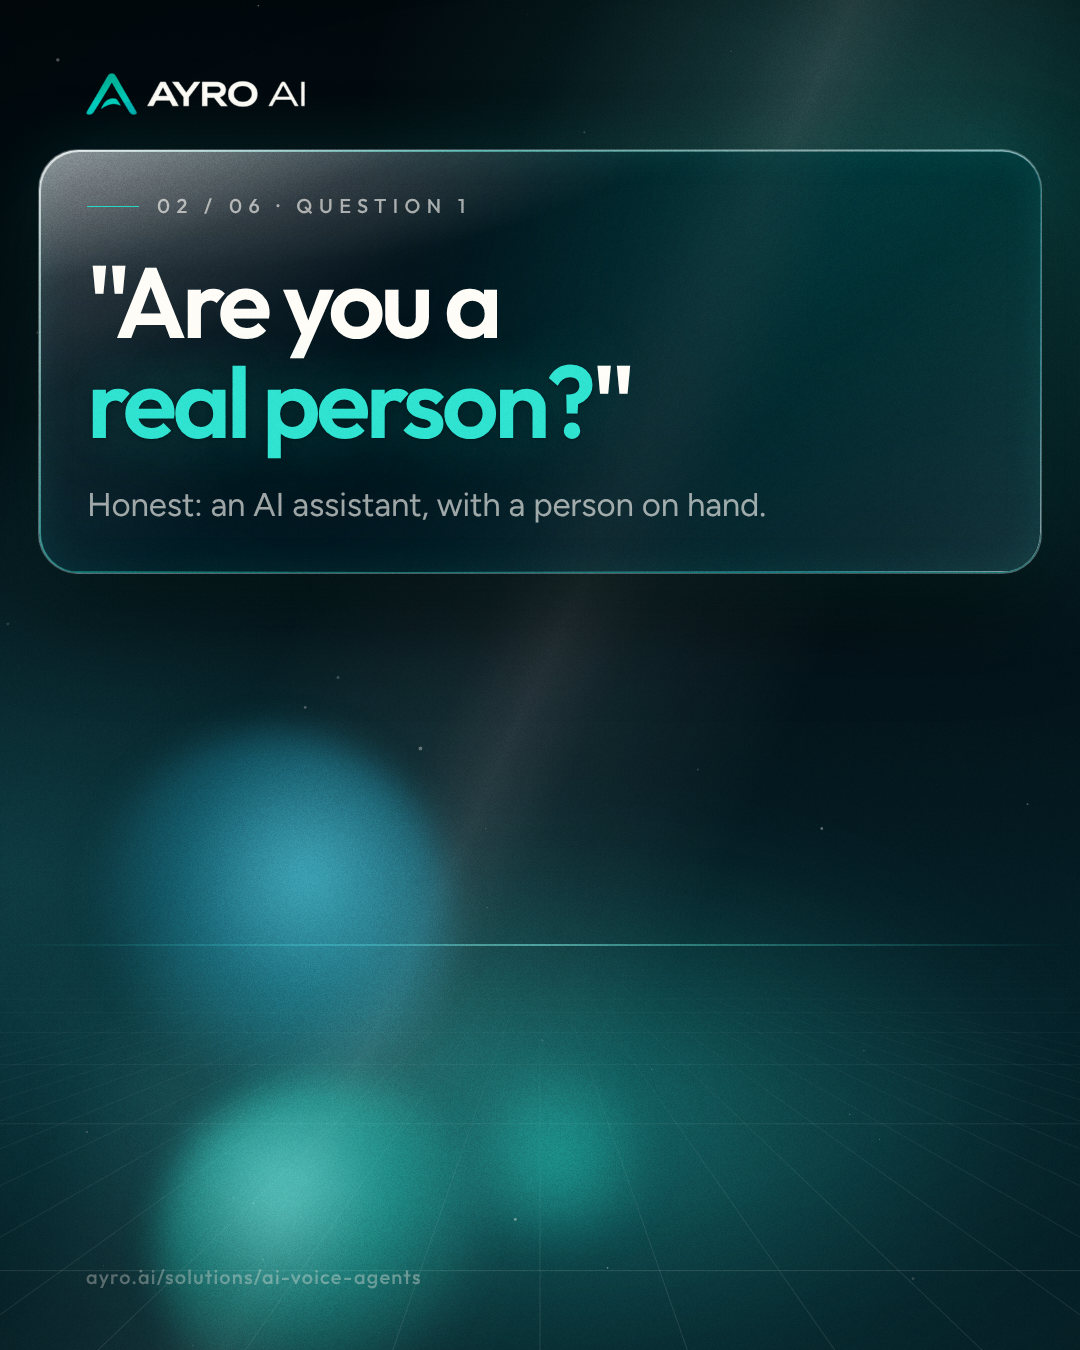 AYRO AI
02 / 06 · QUESTION 1
"Are you a
real person?"
Honest: an AI assistant, with a person on hand.
ayro.ai/solutions/ai-voice-agents